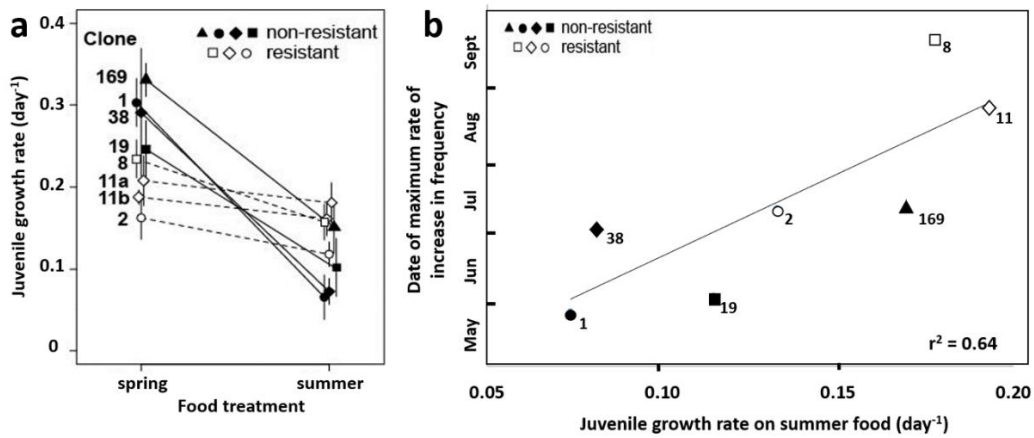 a
Clone
non-resistant
resistant
0.4
0.3
0.2
0.1
0
Juvenile growth rate (day-1)
169
1
38
19
8
11a
11b
2
spring
summer
Food treatment
b
non-resistant
resistant
Date of maximum rate of
increase in frequency
Sept
Aug
Jul
Jun
May
8
11
2
169
38
19
1
r2 = 0.64
0.05
0.10
0.15
0.20
Juvenile growth rate on summer food (day-1)